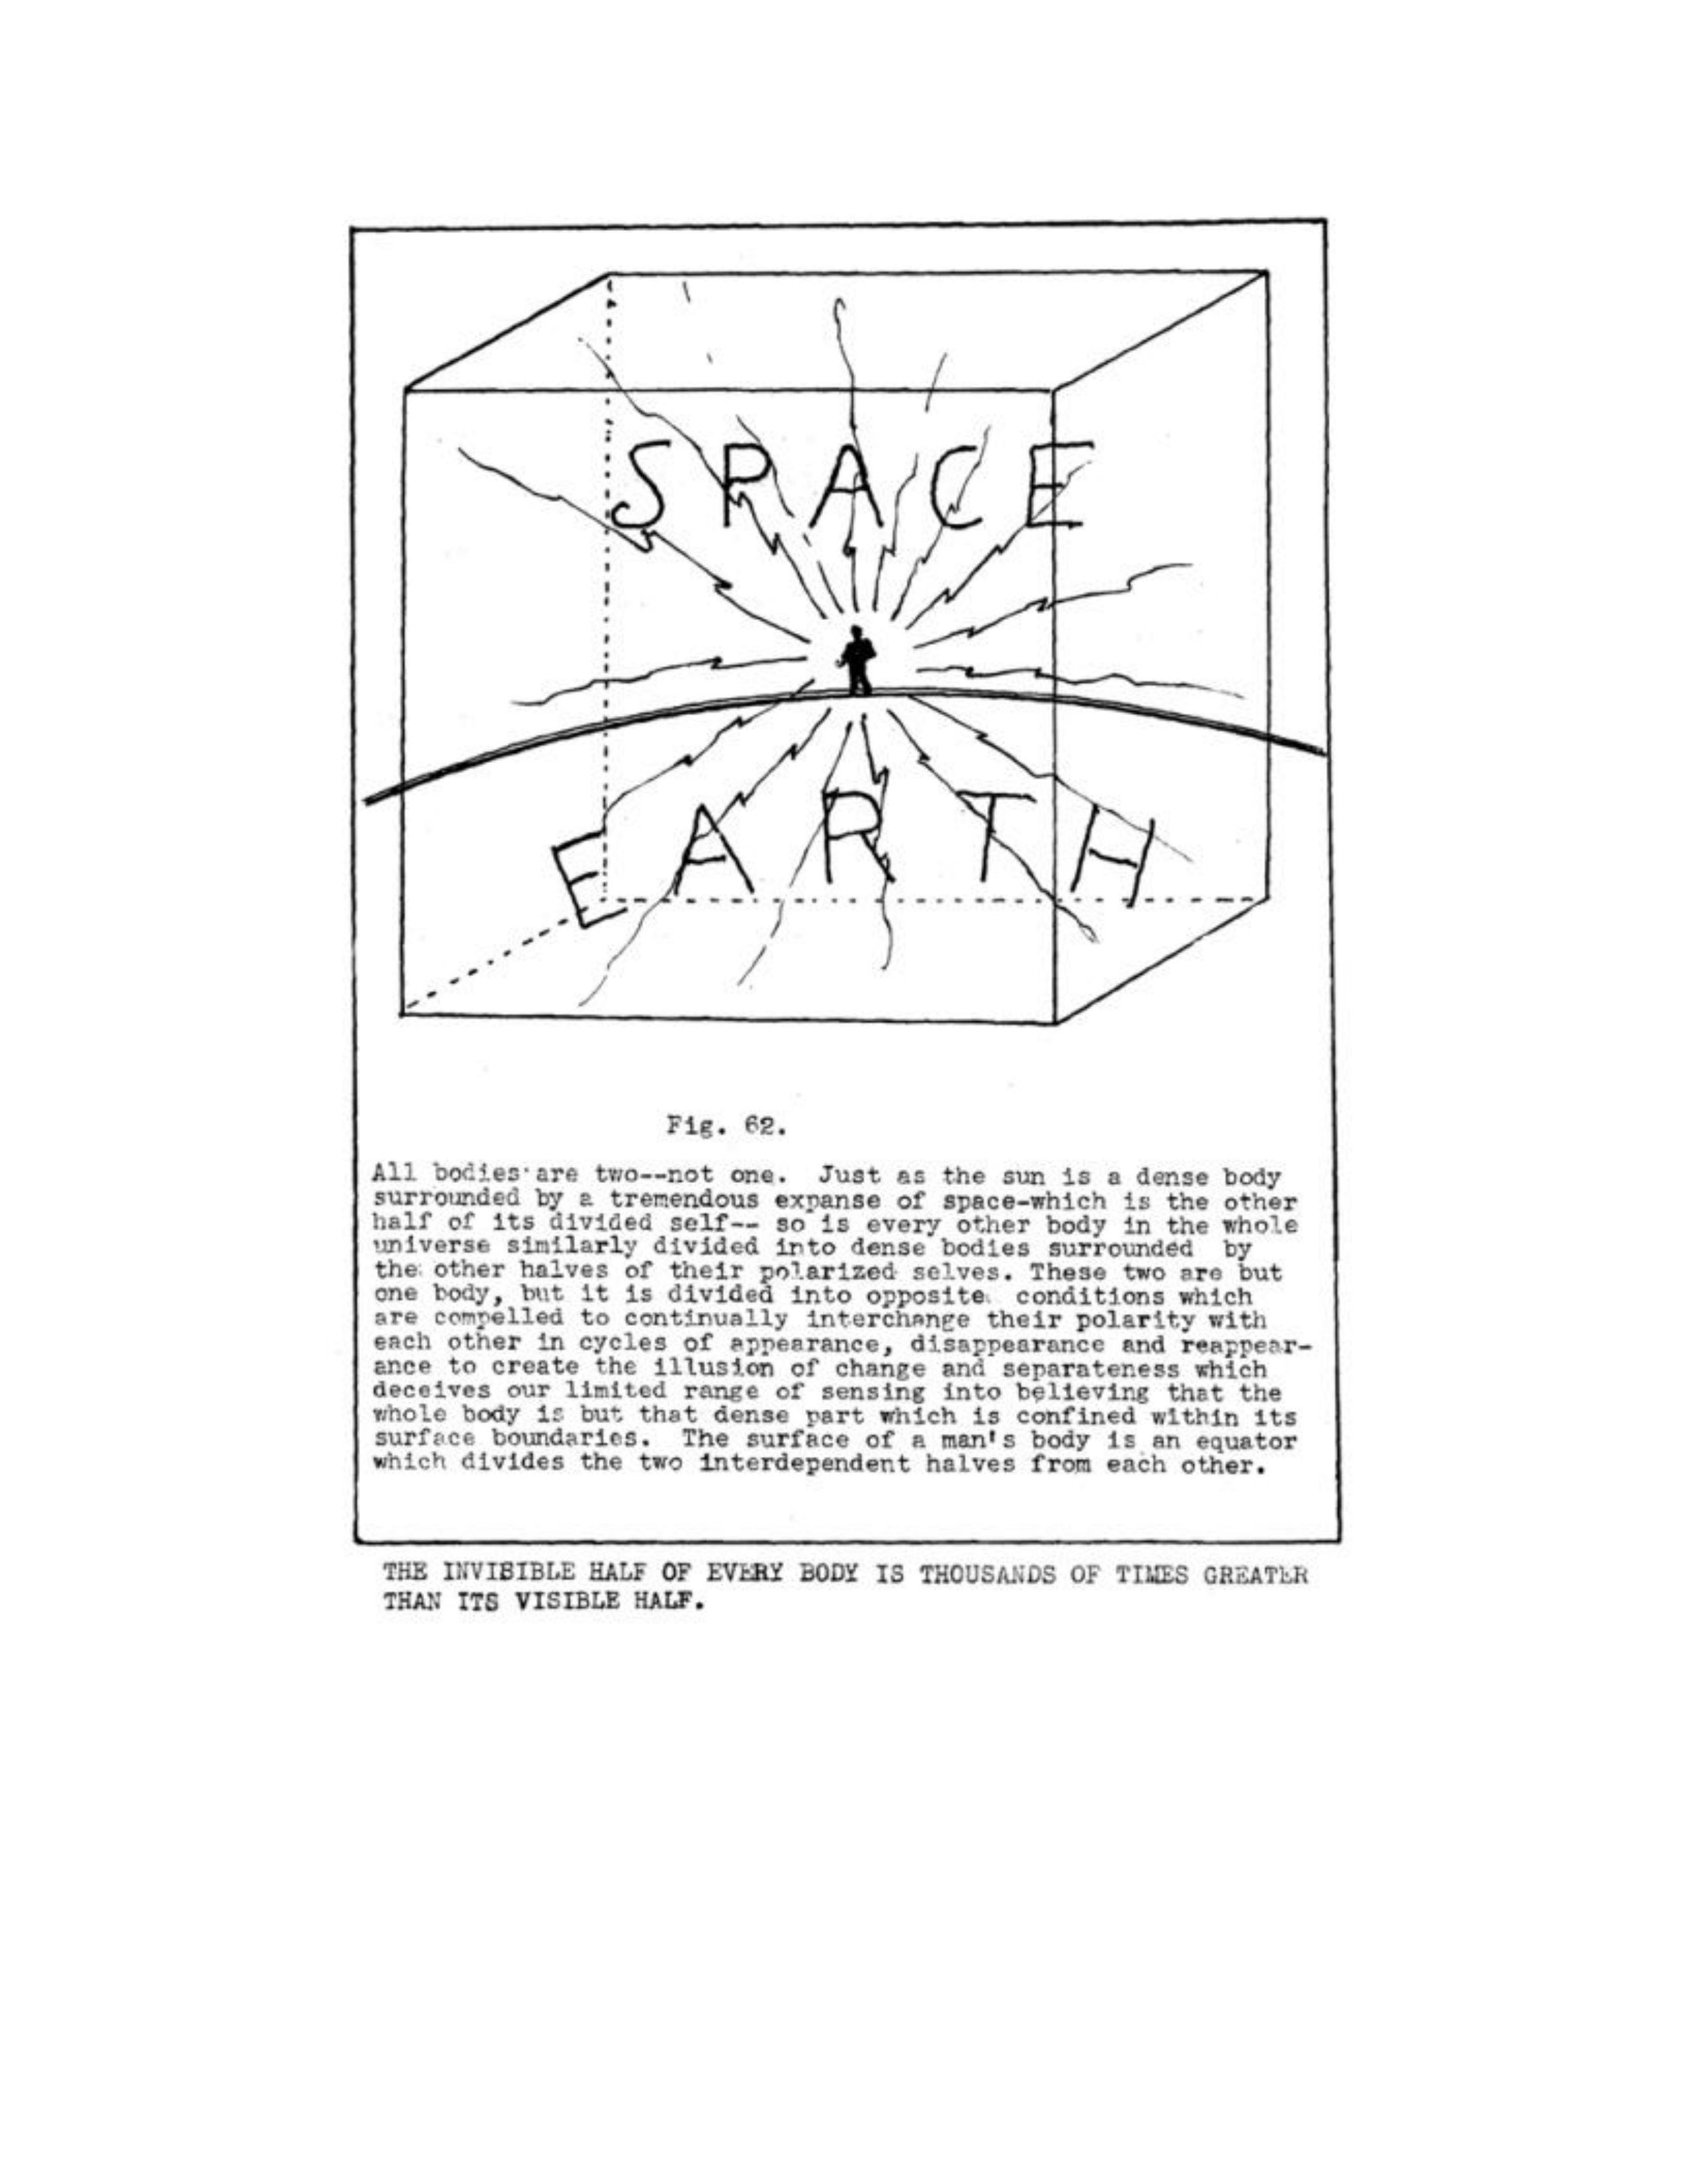 SPACE
EARTH
Fig. 62.
All bodies are two--not one. Just as the sun is a dense body
surrounded by a tremendous expanse of space-which is the other
half of its divided self-- so is every other body in the whole
universe similarly divided into dense bodies surrounded by
the other halves of their polarized selves. These two are but
one body, but it is divided into opposite conditions which
are compelled to continually interchange their polarity with
each other in cycles of appearance, disappearance and reappear-
ance to create the illusion of change and separateness which
deceives our limited range of sensing into believing that the
whole body is but that dense part which is confined within its
surface boundaries. The surface of a man's body is an equator
which divides the two interdependent halves from each other.
THE INVISIBLE HALF OF EVERY BODY IS THOUSANDS OF TIMES GREATER
THAN ITS VISIBLE HALF.